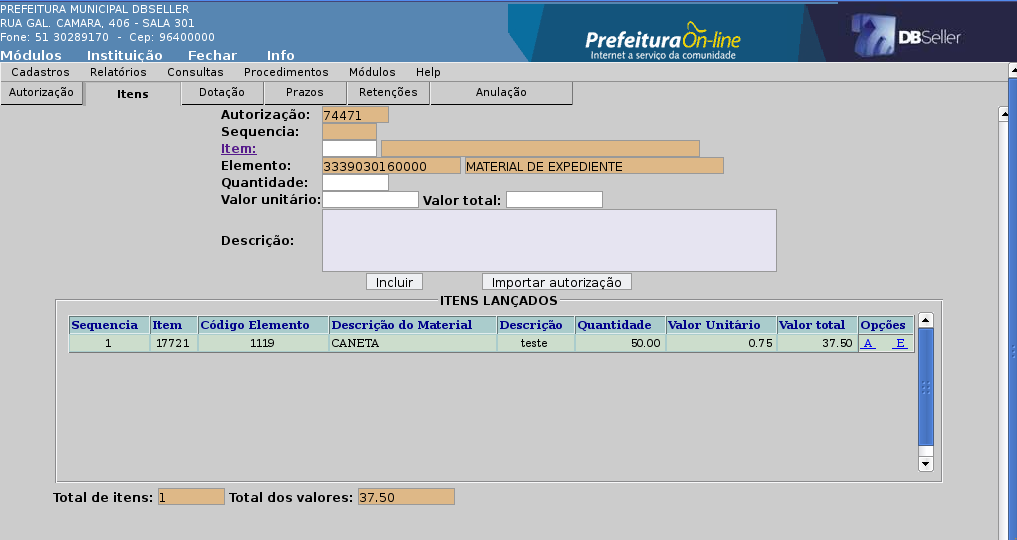 PREFEITURA MUNICIPAL DBSELLER
RUA GAL. CAMARA, 406 - SALA 301
Fone: 51 30289170 - Cep: 96400000
PrefeituraOn-line
Internet a serviço da comunidade
DBSeller
Módulos Instituição Fechar Info
Cadastros Relatórios Consultas Procedimentos Módulos Help
Autorização Itens Dotação Prazos Retenções Anulação
Autorização: 74471
Sequencia:
Item:
Elemento: 3339030160000 MATERIAL DE EXPEDIENTE
Quantidade:
Valor unitário: Valor total:
Descrição:
Incluir Importar autorização
ITENS LANÇADOS
Sequencia Item Código Elemento Descrição do Material Descrição Quantidade Valor Unitário Valor total Opções
1 17721 1119 CANETA teste 50.00 0.75 37.50 A E
Total de itens: 1 Total dos valores: 37.50